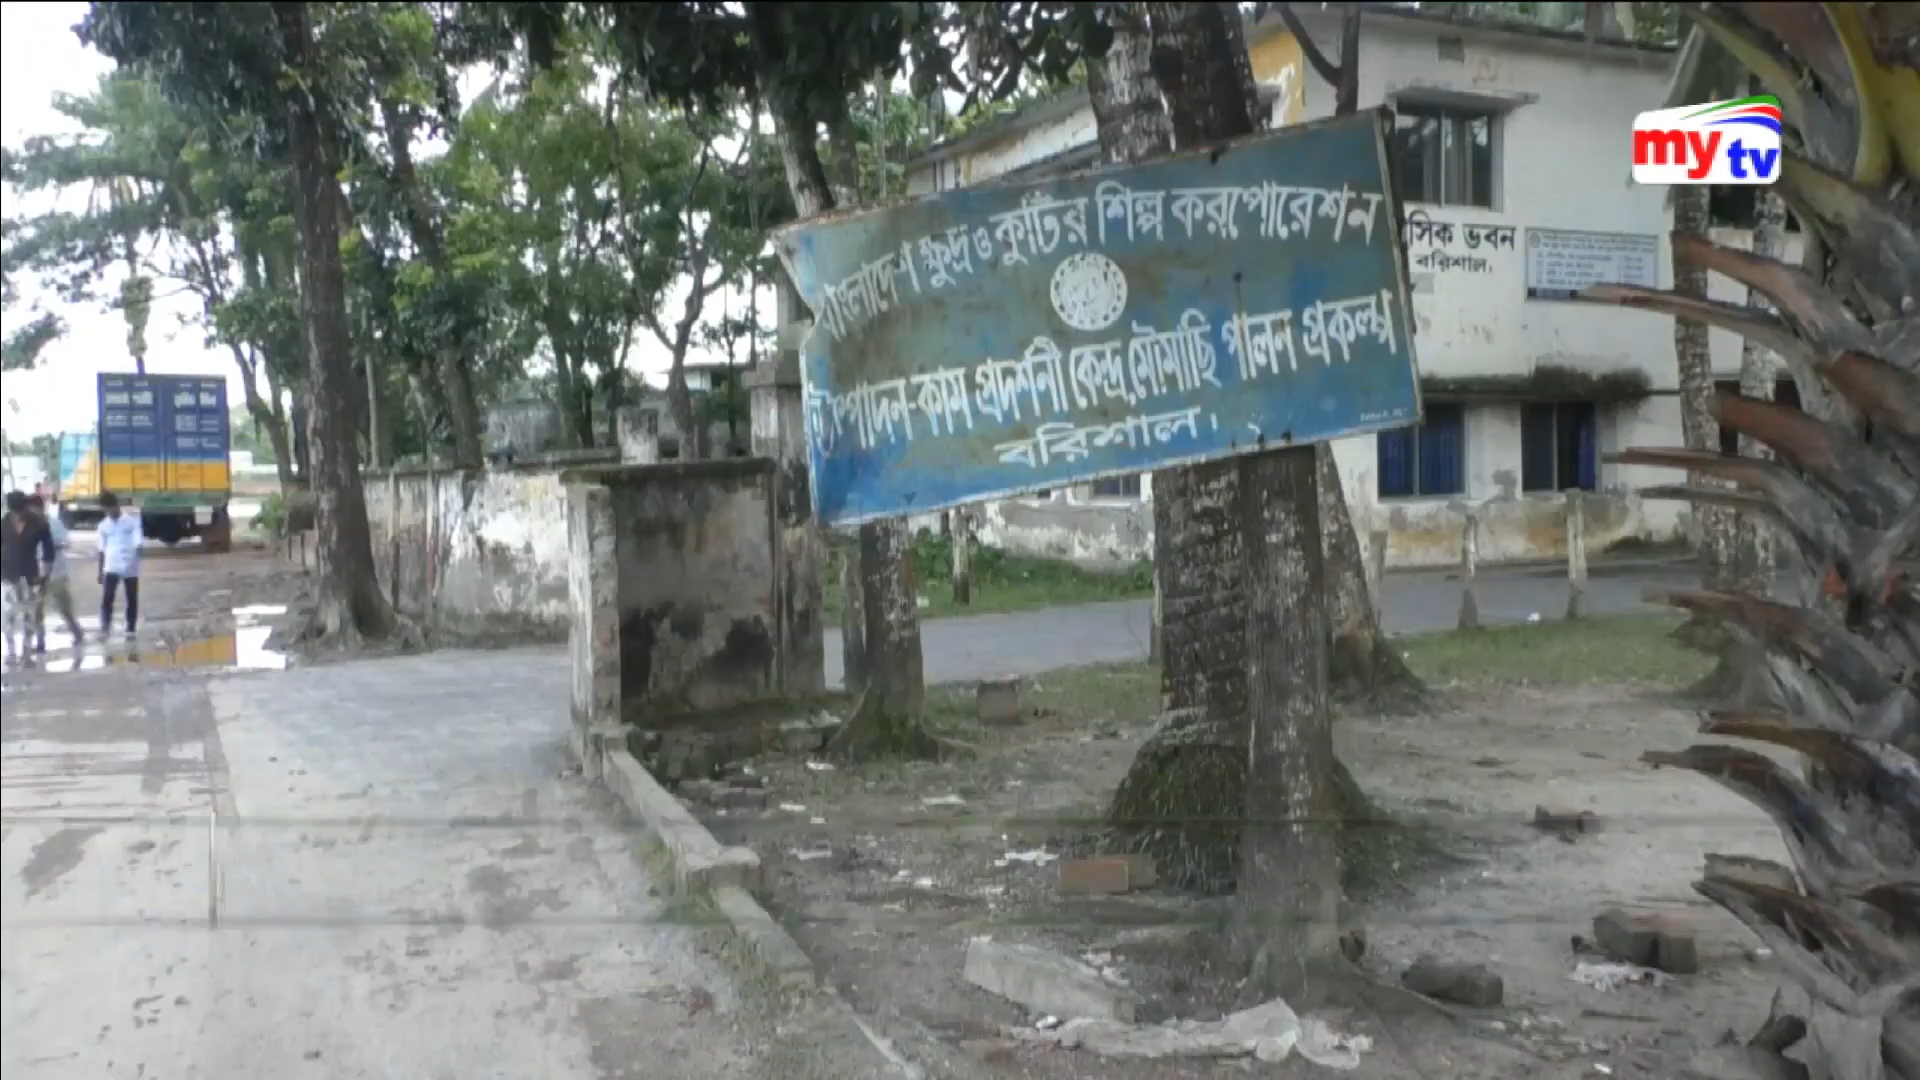 বাংলাদেশ ক্ষুদ্র ও কুটির শিল্প করপোরেশন
উৎপাদন-কাম প্রদর্শনী কেন্দ্র, মৌমাছি পালন প্রকল্প
বরিশাল।
সিক ভবন
বরিশাল।
my tv